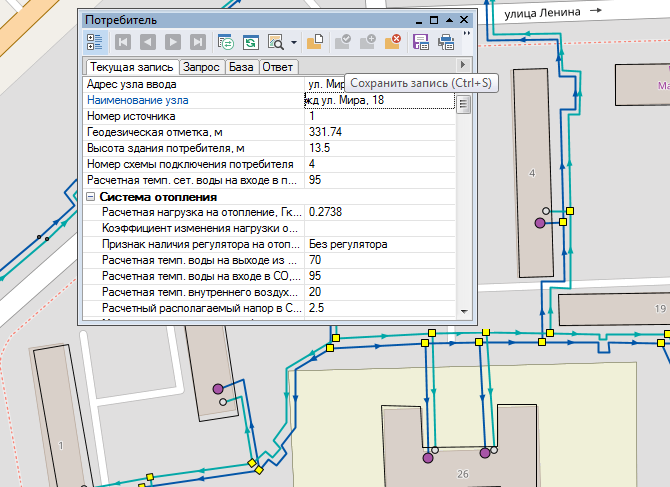 Потребитель
улица Ленина →
Текущая запись Запрос База Ответ
Адрес узла ввода ул.
Сохранить запись (Ctrl+S)
Наименование узла жд ул. Мира, 18
Номер источника 1
Геодезическая отметка, м 331.74
Высота здания потребителя, м 13.5
Номер схемы подключения потребителя 4
Расчетная темп. сет. воды на входе в п... 95
Система отопления
Расчетная нагрузка на отопление, Гк... 0.2738
Коэффициент изменения нагрузки о...
Признак наличия регулятора на отоп... Без регулятора
Расчетная темп. воды на выходе из ... 70
Расчетная темп. воды на входе в СО,... 95
Расчетная темп. внутреннего воздух... 20
Расчетный располагаемый напор в С... 2.5
Ма
4
19
1
26